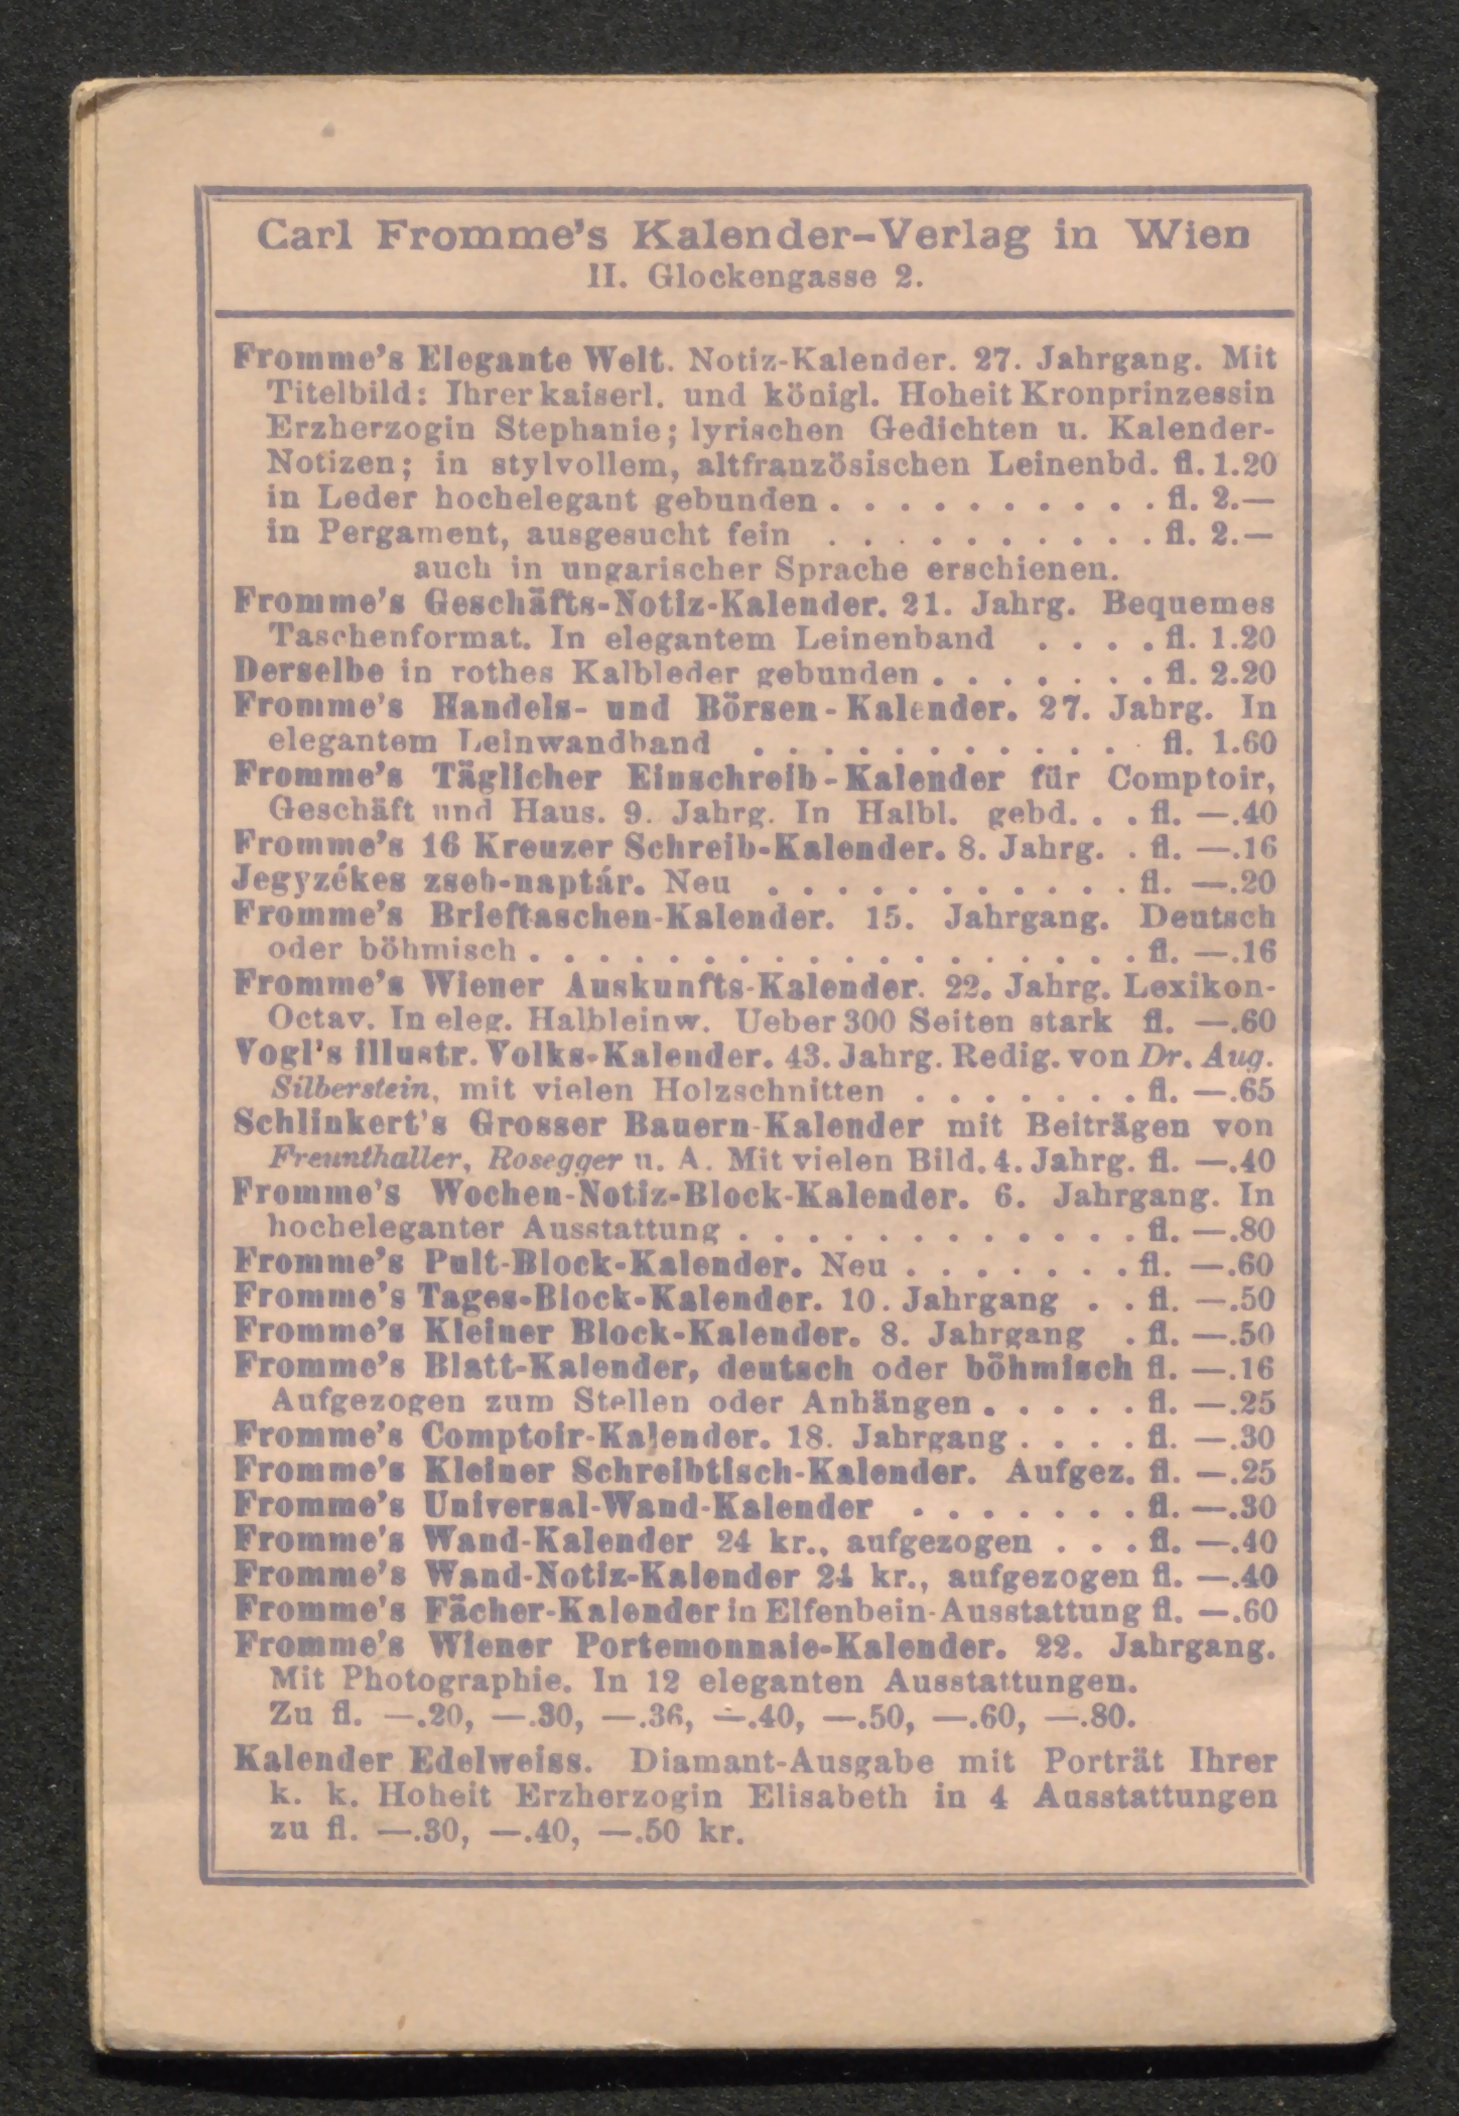 Carl Fromme's Kalender-Verlag in Wien
II. Glockengasse 2.
Fromme's Elegante Welt. Notiz-Kalender. 27. Jahrgang. Mit
Titelbild: Ihrer kaiserl. und königl. Hoheit Kronprinzessin
Erzherzogin Stephanie; lyrischen Gedichten u. Kalender-
Notizen; in stylvollem, altfranzösischen Leinenbd. fl. 1.20
in Leder hochelegant gebunden . . . . . . . . . . fl. 2.—
in Pergament, ausgesucht fein . . . . . . . . . . fl. 2.—
auch in ungarischer Sprache erschienen.
Fromme's Geschäfts-Notiz-Kalender. 21. Jahrg. Bequemes
Taschenformat. In elegantem Leinenband . . . . fl. 1.20
Derselbe in rothes Kalbleder gebunden . . . . . . . fl. 2.20
Fromme's Handels- und Börsen-Kalender. 27. Jahrg. In
elegantem Leinwandband . . . . . . . . . . . . fl. 1.60
Fromme's Täglicher Einschreib-Kalender für Comptoir,
Geschäft und Haus. 9. Jahrg. In Halbl. gebd. . . fl. —.40
Fromme's 16 Kreuzer Schreib-Kalender. 8. Jahrg. . fl. —.16
Jegyzékes zseb-naptár. Neu . . . . . . . . . . . fl. —.20
Fromme's Brieftaschen-Kalender. 15. Jahrgang. Deutsch
oder böhmisch . . . . . . . . . . . . . . . . . . fl. —.16
Fromme's Wiener Auskunfts-Kalender. 22. Jahrg. Lexikon-
Octav. In eleg. Halbleinw. Ueber 300 Seiten stark fl. —.60
Vogl's illustr. Volks-Kalender. 43. Jahrg. Redig. von Dr. Aug.
Silberstein, mit vielen Holzschnitten . . . . . . . fl. —.65
Schlinkert's Grosser Bauern-Kalender mit Beiträgen von
Freunthaller, Rosegger u. A. Mit vielen Bild. 4. Jahrg. fl. —.40
Fromme's Wochen-Notiz-Block-Kalender. 6. Jahrgang. In
hocheleganter Ausstattung . . . . . . . . . . . . fl. —.80
Fromme's Pult-Block-Kalender. Neu . . . . . . . fl. —.60
Fromme's Tages-Block-Kalender. 10. Jahrgang . . fl. —.50
Fromme's Kleiner Block-Kalender. 8. Jahrgang . fl. —.50
Fromme's Blatt-Kalender, deutsch oder böhmisch fl. —.16
Aufgezogen zum Stellen oder Anhängen . . . . . fl. —.25
Fromme's Comptoir-Kalender. 18. Jahrgang . . . . fl. —.30
Fromme's Kleiner Schreibtisch-Kalender. Aufgez. fl. —.25
Fromme's Universal-Wand-Kalender . . . . . . . fl. —.30
Fromme's Wand-Kalender 24 kr., aufgezogen . . . fl. —.40
Fromme's Wand-Notiz-Kalender 24 kr., aufgezogen fl. —.40
Fromme's Fächer-Kalender in Elfenbein-Ausstattung fl. —.60
Fromme's Wiener Portemonnaie-Kalender. 22. Jahrgang.
Mit Photographie. In 12 eleganten Ausstattungen.
Zu fl. —.20, —.30, —.36, —.40, —.50, —.60, —.80.
Kalender Edelweiss. Diamant-Ausgabe mit Porträt Ihrer
k. k. Hoheit Erzherzogin Elisabeth in 4 Ausstattungen
zu fl. —.30, —.40, —.50 kr.